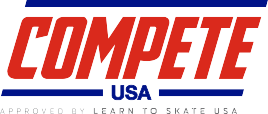 COMPETE
USA
APPROVED BY LEARN TO SKATE USA